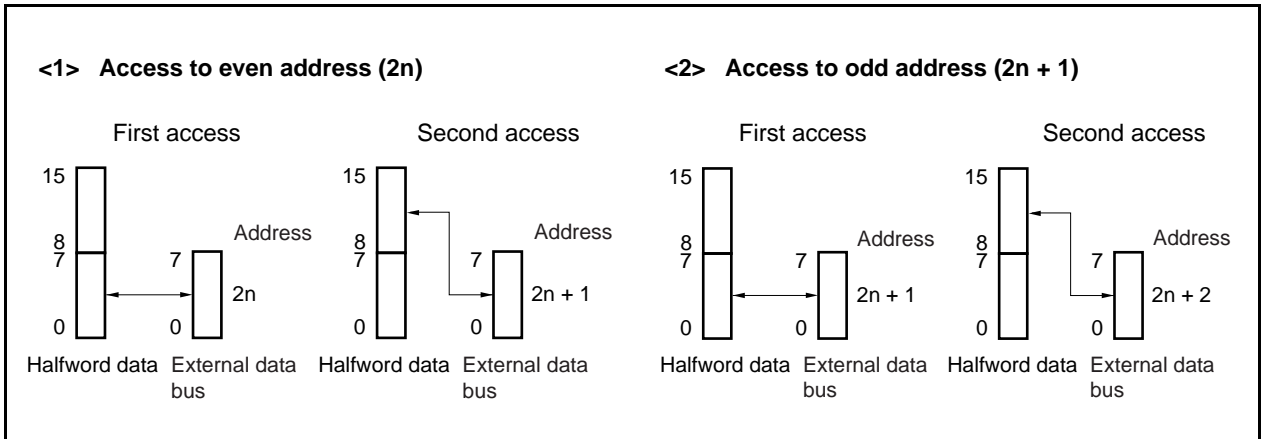 <1> Access to even address (2n)
First access
15
8
7
0
Halfword data
Address
7
2n
0
External data
bus
Second access
15
8
7
0
Halfword data
Address
7
2n + 1
0
External data
bus
<2> Access to odd address (2n + 1)
First access
15
8
7
0
Halfword data
Address
7
2n + 1
0
External data
bus
Second access
15
8
7
0
Halfword data
Address
7
2n + 2
0
External data
bus